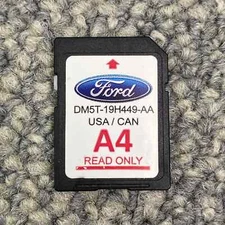 Ford
DM5T-19H449-AA
USA / CAN
A4
READ ONLY